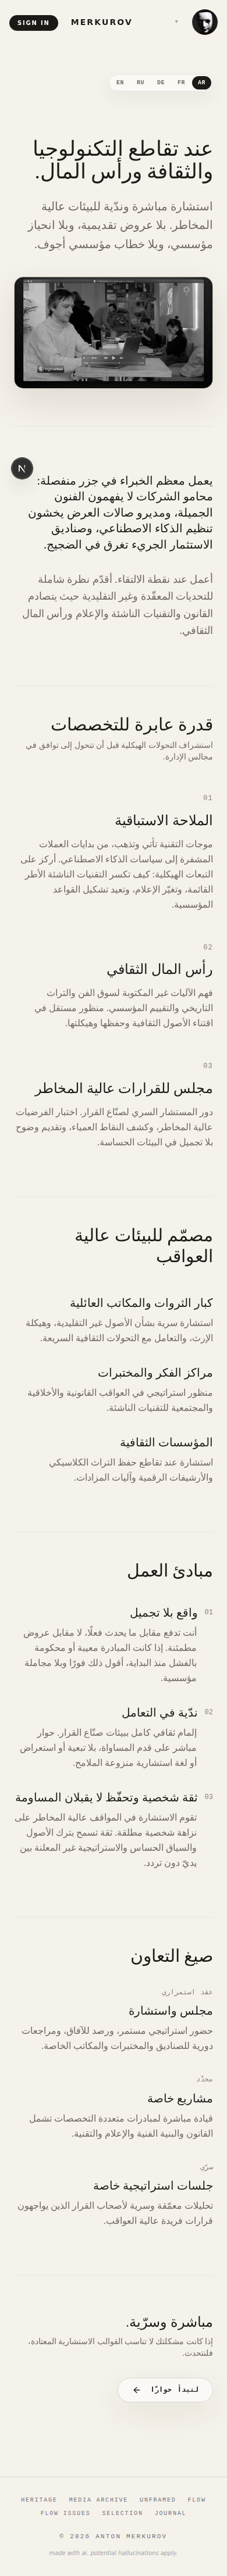 SIGN IN
MERKUROV
EN RU DE FR AR
عند تقاطع التكنولوجيا
والثقافة ورأس المال.
استشارة مباشرة ونديّة للبيئات عالية
المخاطر. بلا عروض تقديمية، وبلا انحياز
مؤسسي، وبلا خطاب مؤسسي أجوف.
N
يعمل معظم الخبراء في جزر منفصلة:
محامو الشركات لا يفهمون الفنون
الجميلة، ومديرو صالات العرض يخشون
تنظيم الذكاء الاصطناعي، وصناديق
الاستثمار الجريء تغرق في الضجيج.
أعمل عند نقطة الالتقاء. أقدّم نظرة شاملة
للتحديات المعقّدة وغير التقليدية حيث يتصادم
القانون والتقنيات الناشئة والإعلام ورأس المال
الثقافي.
قدرة عابرة للتخصصات
استشراف التحولات الهيكلية قبل أن تتحول إلى توافق في
مجالس الإدارة.
01
الملاحة الاستباقية
موجات التقنية تأتي وتذهب، من بدايات العملات
المشفرة إلى سياسات الذكاء الاصطناعي. أركز على
التبعات الهيكلية: كيف تكسر التقنيات الناشئة الأطر
القائمة، وتغيّر الإعلام، وتعيد تشكيل القواعد
المؤسسية.
02
رأس المال الثقافي
فهم الآليات غير المكتوبة لسوق الفن والتراث
التاريخي والتقييم المؤسسي. منظور مستقل في
اقتناء الأصول الثقافية وحفظها وهيكلتها.
03
مجلس للقرارات عالية المخاطر
دور المستشار السري لصنّاع القرار. اختبار الفرضيات
عالية المخاطر، وكشف النقاط العمياء، وتقديم وضوح
بلا تجميل في البيئات الحساسة.
مصمّم للبيئات عالية
العواقب
كبار الثروات والمكاتب العائلية
استشارة سرية بشأن الأصول غير التقليدية، وهيكلة
الإرث، والتعامل مع التحولات الثقافية السريعة.
مراكز الفكر والمختبرات
منظور استراتيجي في العواقب القانونية والأخلاقية
والمجتمعية للتقنيات الناشئة.
المؤسسات الثقافية
استشارة عند تقاطع حفظ التراث الكلاسيكي
والأرشيفات الرقمية وآليات المزادات.
مبادئ العمل
01 واقع بلا تجميل
أنت تدفع مقابل ما يحدث فعلًا، لا مقابل عروض
مطمئنة. إذا كانت المبادرة معيبة أو محكومة
بالفشل منذ البداية، أقول ذلك فورًا وبلا مجاملة
مؤسسية.
02 نديّة في التعامل
إلمام ثقافي كامل ببيئات صنّاع القرار. حوار
مباشر على قدم المساواة، بلا تبعية أو استعراض
أو لغة استشارية منزوعة الملامح.
03 ثقة شخصية وتحفّظ لا يقبلان المساومة
تقوم الاستشارة في المواقف عالية المخاطر على
نزاهة شخصية مطلقة. ثقة تسمح بترك الأصول
والسياق الحساس والاستراتيجية غير المعلنة بين
يديّ دون تردد.
صيغ التعاون
عقد استمراري
مجلس واستشارة
حضور استراتيجي مستمر، ورصد للآفاق، ومراجعات
دورية للصناديق والمختبرات والمكاتب الخاصة.
محدّد
مشاريع خاصة
قيادة مباشرة لمبادرات متعددة التخصصات تشمل
القانون والبنية الفنية والإعلام والتقنية.
سرّي
جلسات استراتيجية خاصة
تحليلات معمّقة وسرية لأصحاب القرار الذين يواجهون
قرارات فريدة عالية العواقب.
مباشرة وسرّية.
إذا كانت مشكلتك لا تناسب القوالب الاستشارية المعتادة،
فلنتحدث.
لنبدأ حوارًا ←
HERITAGE MEDIA ARCHIVE UNFRAMED FLOW
FLOW ISSUES SELECTION JOURNAL
© 2026 ANTON MERKUROV
made with ai. potential hallucinations apply.